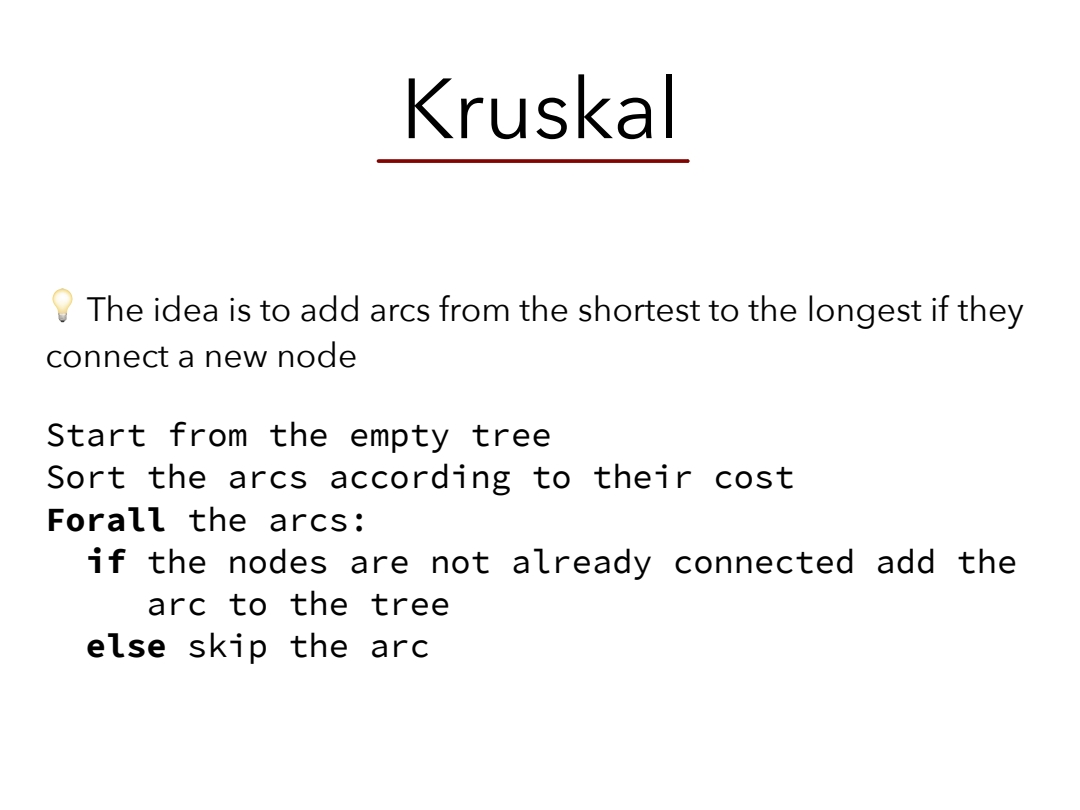 Kruskal
💡 The idea is to add arcs from the shortest to the longest if they
connect a new node
Start from the empty tree
Sort the arcs according to their cost
Forall the arcs:
if the nodes are not already connected add the
arc to the tree
else skip the arc